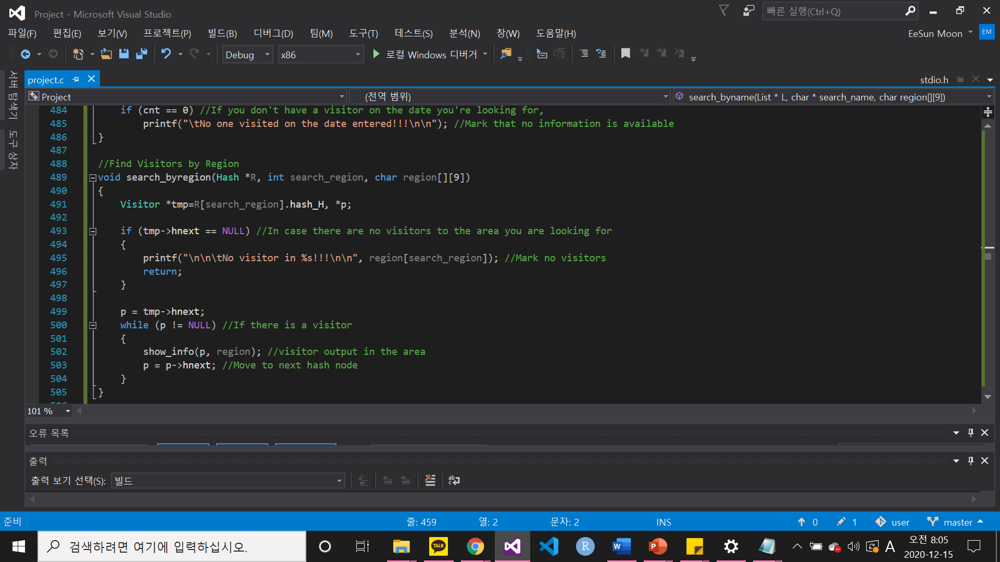 Project - Microsoft Visual Studio
빠른 실행(Ctrl+Q)
파일(F) 편집(E) 보기(V) 프로젝트(P) 빌드(B) 디버그(D) 팀(M) 도구(T) 테스트(S) 분석(N) 창(W) 도움말(H)
EeSun Moon EM
Debug x86 로컬 Windows 디버거
서버 탐색기
도구 상자
project.c
stdio.h
Project (전역 범위) search_byname(List * L, char * search_name, char region[][9])
484 if (cnt == 0) //If you don't have a visitor on the date you're looking for,
485 printf("\tNo one visited on the date entered!!!\n\n"); //Mark that no information is available
486 }
487
488 //Find Visitors by Region
489 void search_byregion(Hash *R, int search_region, char region[][9])
490 {
491 Visitor *tmp=R[search_region].hash_H, *p;
492
493 if (tmp->hnext == NULL) //In case there are no visitors to the area you are looking for
494 {
495 printf("\n\n\tNo visitor in %s!!!\n\n", region[search_region]); //Mark no visitors
496 return;
497 }
498
499 p = tmp->hnext;
500 while (p != NULL) //If there is a visitor
501 {
502 show_info(p, region); //visitor output in the area
503 p = p->hnext; //Move to next hash node
504 }
505 }
101 %
오류 목록
출력
출력 보기 선택(S): 빌드
준비 줄: 459 열: 2 문자: 2 INS 0 1 user master
검색하려면 여기에 입력하십시오.
TALK
R
W
P
A
오전 8:05
2020-12-15